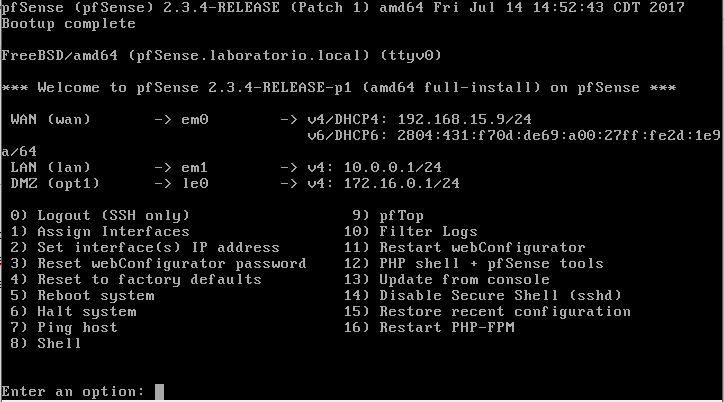 pfSense (pfSense) 2.3.4-RELEASE (Patch 1) amd64 Fri Jul 14 14:52:43 CDT 2017
Bootup complete
FreeBSD/amd64 (pfSense.laboratorio.local) (ttyv0)
*** Welcome to pfSense 2.3.4-RELEASE-p1 (amd64 full-install) on pfSense ***
WAN (wan) -> em0 -> v4/DHCP4: 192.168.15.9/24
v6/DHCP6: 2804:431:f70d:de69:a00:27ff:fe2d:1e9
a/64
LAN (lan) -> em1 -> v4: 10.0.0.1/24
DMZ (opt1) -> le0 -> v4: 172.16.0.1/24
0) Logout (SSH only) 9) pfTop
1) Assign Interfaces 10) Filter Logs
2) Set interface(s) IP address 11) Restart webConfigurator
3) Reset webConfigurator password 12) PHP shell + pfSense tools
4) Reset to factory defaults 13) Update from console
5) Reboot system 14) Disable Secure Shell (sshd)
6) Halt system 15) Restore recent configuration
7) Ping host 16) Restart PHP-FPM
8) Shell
Enter an option: